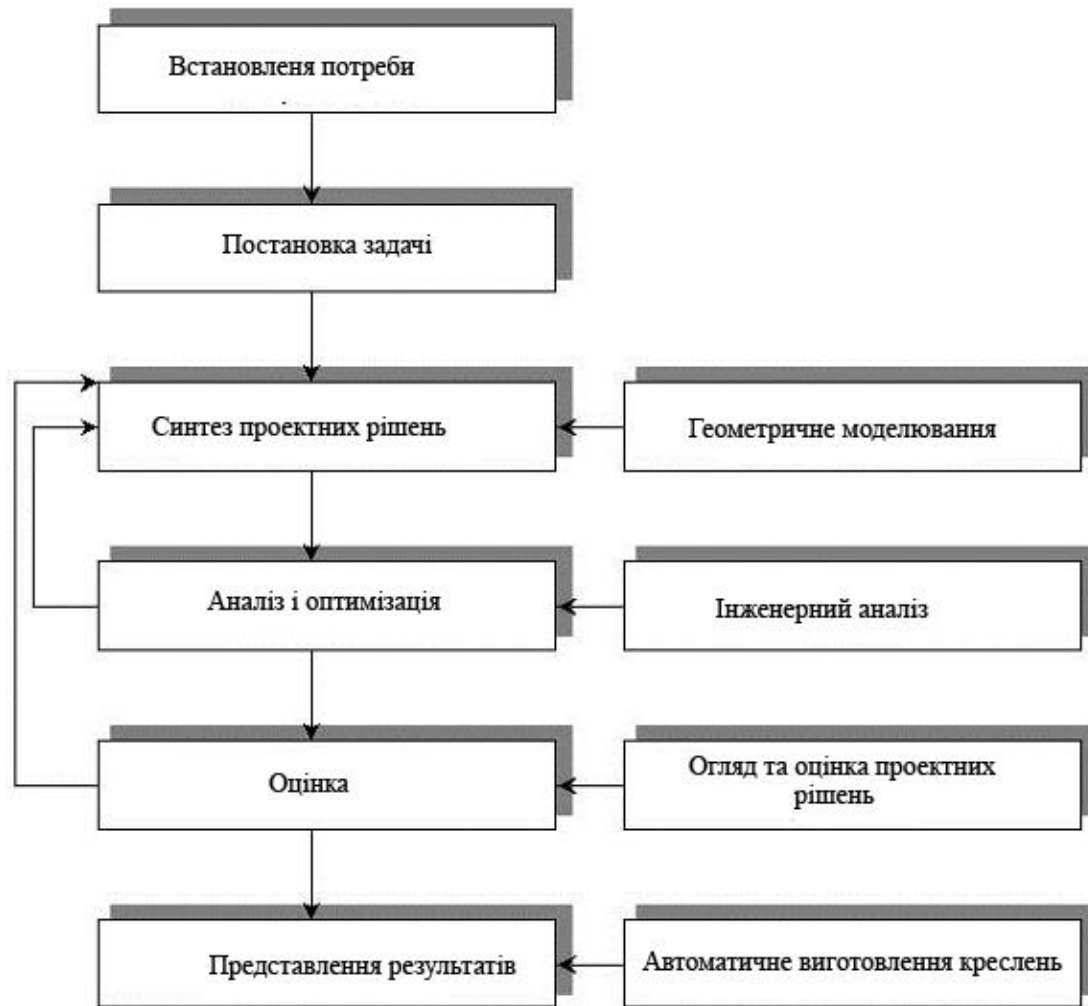 Встановленя потреби
Постановка задачі
Синтез проектних рішень
Геометричне моделювання
Аналіз і оптимізація
Інженерний аналіз
Оцінка
Огляд та оцінка проектних
рішень
Представлення результатів
Автоматичне виготовлення креслень